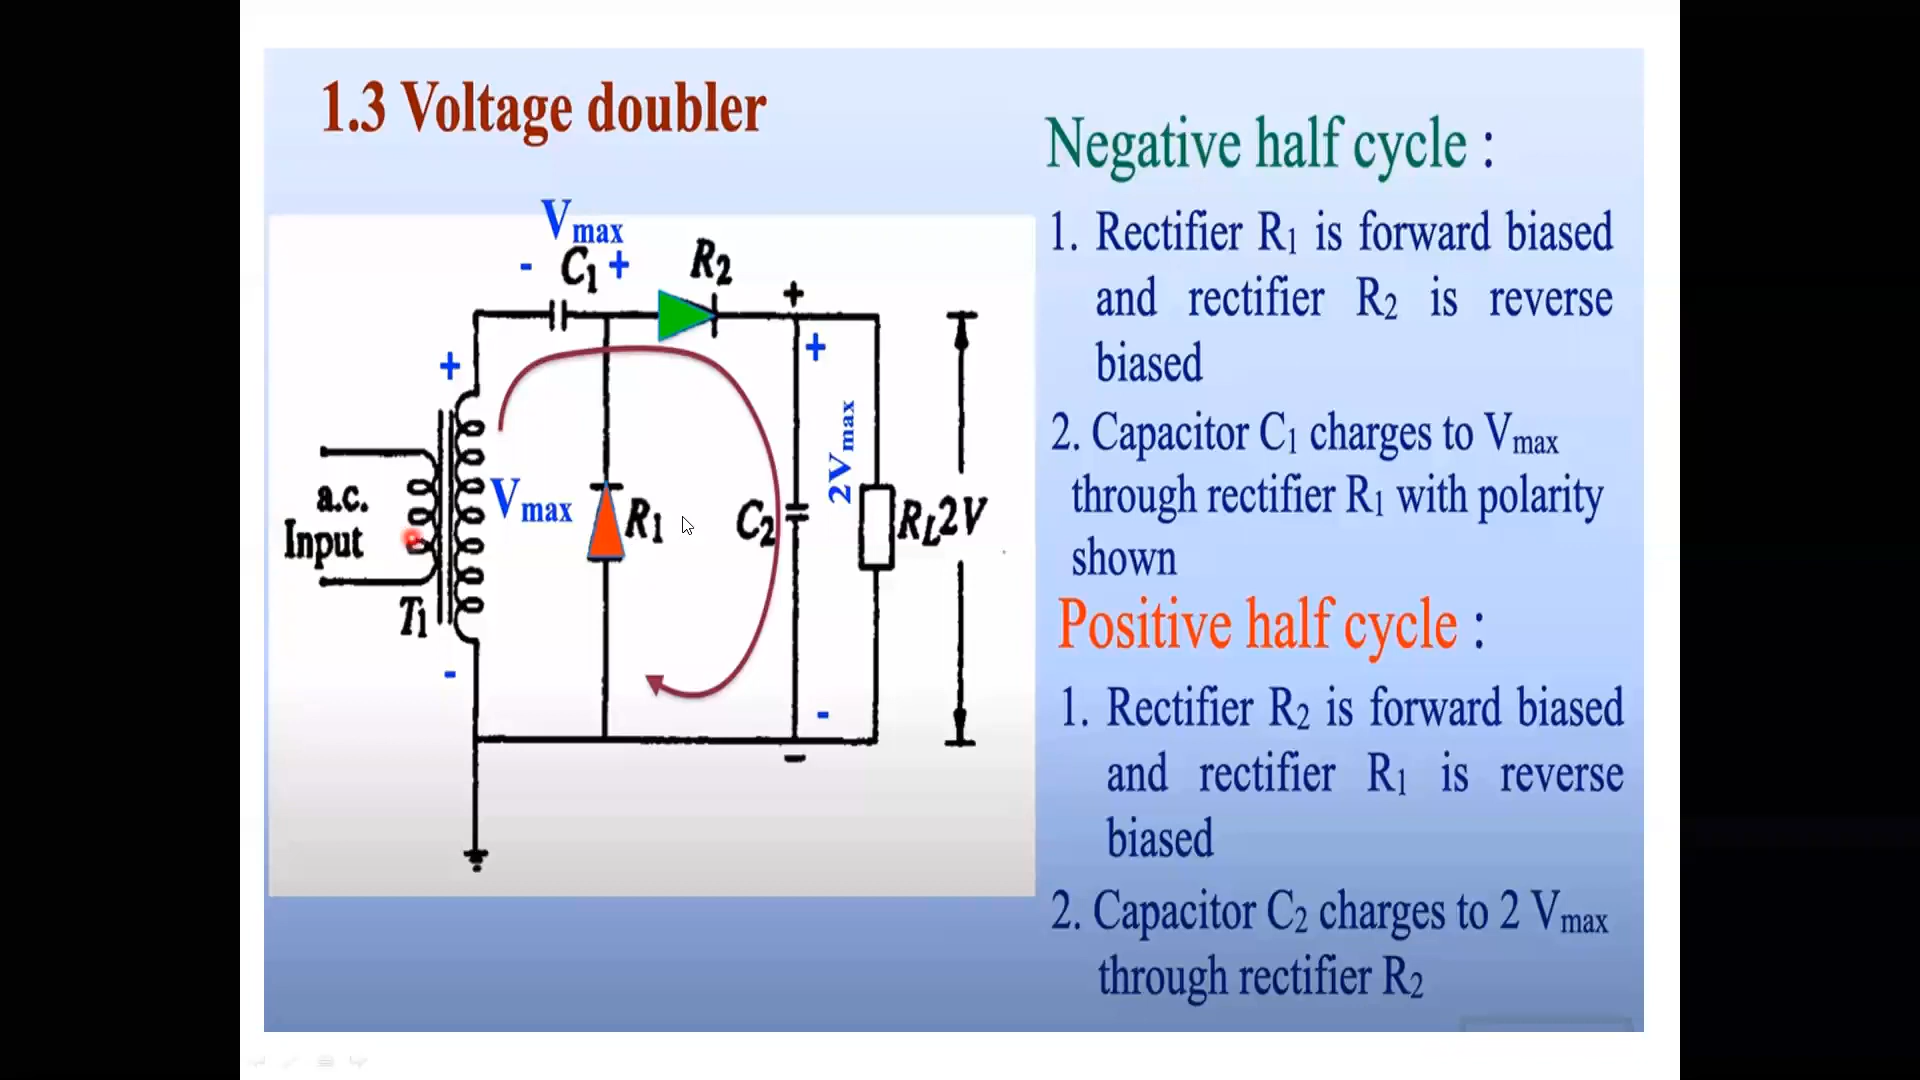 1.3 Voltage doubler
Vmax
- C1 +
R2
+
+
+
2Vmax
a.c.
Input
Vmax
R1
C2
RL
2V
T1
-
-
-
Negative half cycle :
1. Rectifier R1 is forward biased
and rectifier R2 is reverse
biased
2. Capacitor C1 charges to Vmax
through rectifier R1 with polarity
shown
Positive half cycle :
1. Rectifier R2 is forward biased
and rectifier R1 is reverse
biased
2. Capacitor C2 charges to 2 Vmax
through rectifier R2